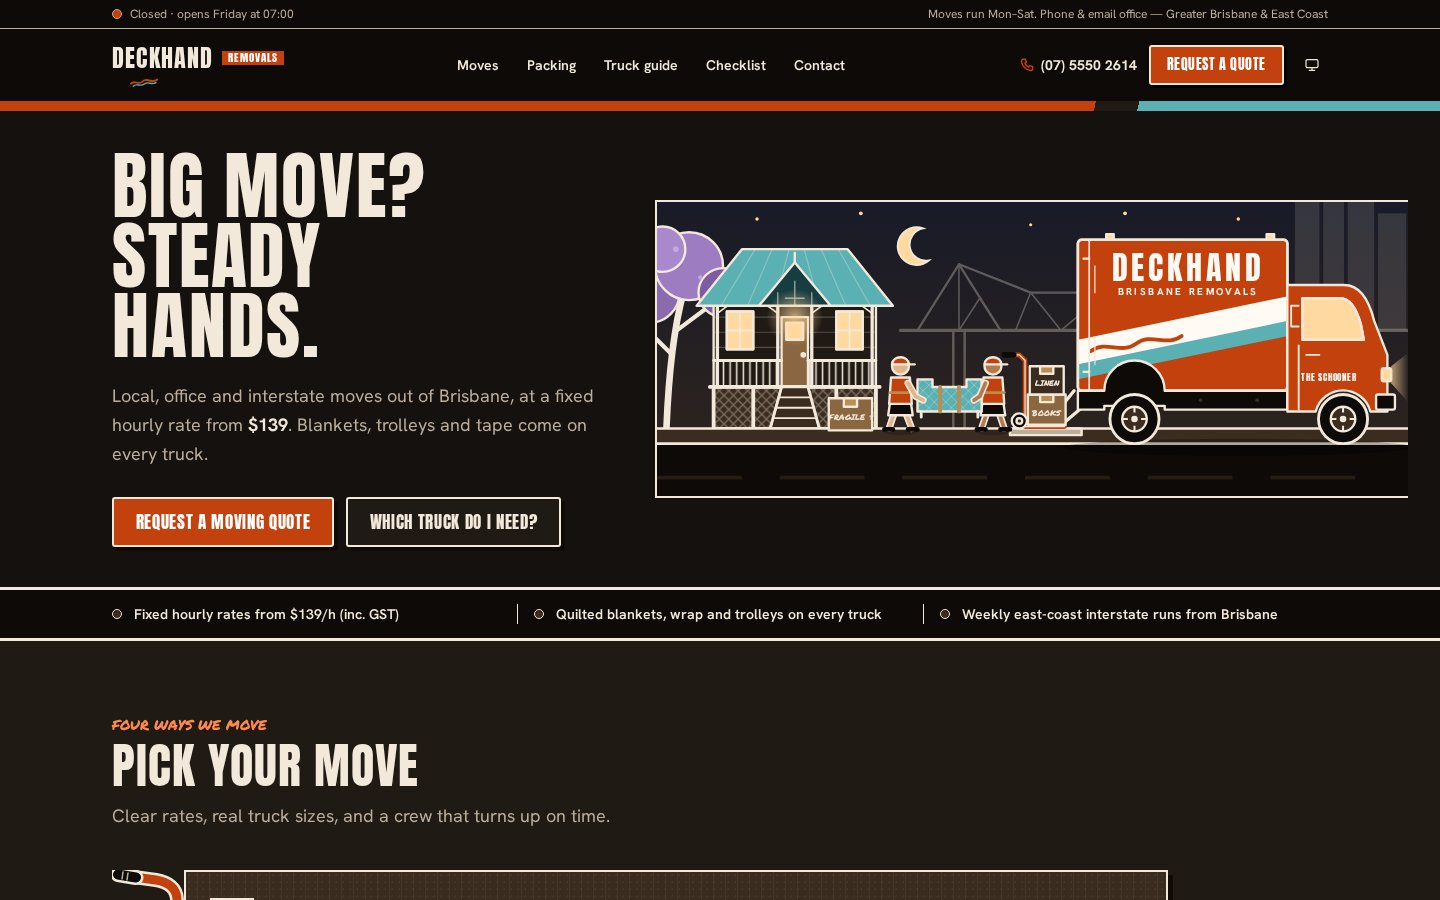 Closed · opens Friday at 07:00
Moves run Mon–Sat. Phone & email office — Greater Brisbane & East Coast
DECKHAND REMOVALS
Moves
Packing
Truck guide
Checklist
Contact
(07) 5550 2614
REQUEST A QUOTE
BIG MOVE?
STEADY
HANDS.
Local, office and interstate moves out of Brisbane, at a fixed
hourly rate from $139. Blankets, trolleys and tape come on
every truck.
REQUEST A MOVING QUOTE
WHICH TRUCK DO I NEED?
DECKHAND
BRISBANE REMOVALS
THE SCHOONER
LINEN
BOOKS
FRAGILE
Fixed hourly rates from $139/h (inc. GST)
Quilted blankets, wrap and trolleys on every truck
Weekly east-coast interstate runs from Brisbane
FOUR WAYS WE MOVE
PICK YOUR MOVE
Clear rates, real truck sizes, and a crew that turns up on time.